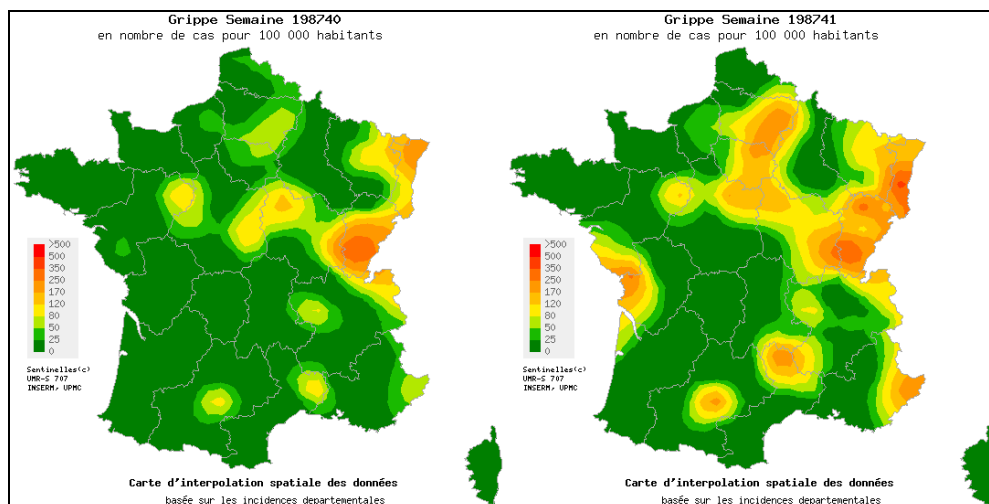 Grippe Semaine 198740
en nombre de cas pour 100 000 habitants
>500
500
350
250
170
120
80
50
25
0
Sentinelles(c)
UMR-S 707
INSERM, UPMC
Carte d'interpolation spatiale des données
basée sur les incidences departementales
Grippe Semaine 198741
en nombre de cas pour 100 000 habitants
>500
500
350
250
170
120
80
50
25
0
Sentinelles(c)
UMR-S 707
INSERM, UPMC
Carte d'interpolation spatiale des données
basée sur les incidences departementales